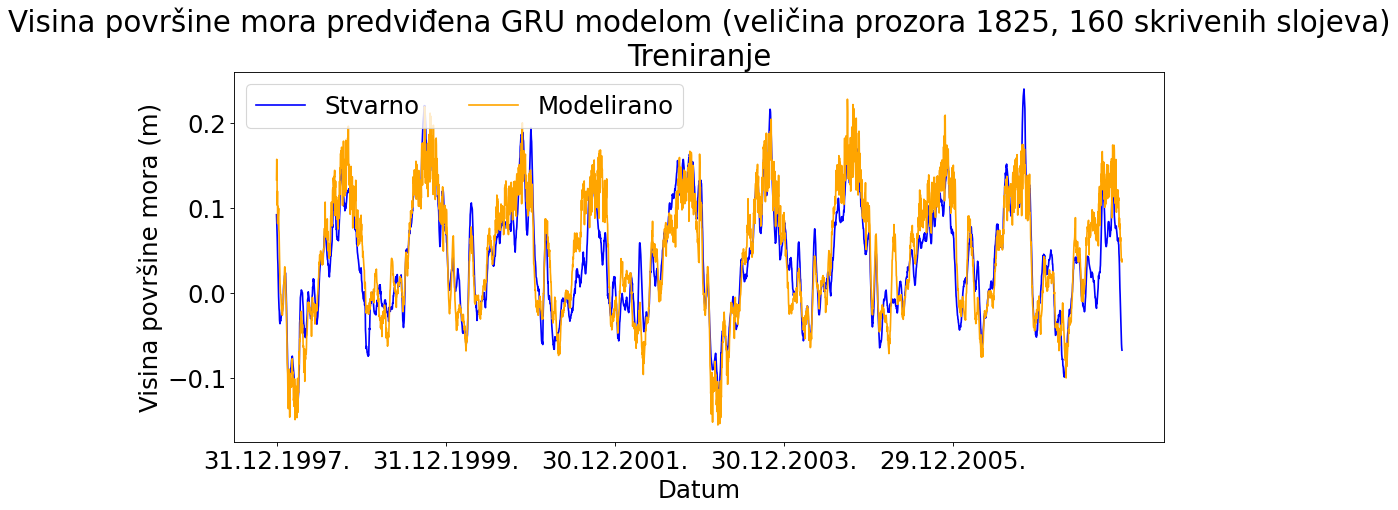 Visina površine mora predviđena GRU modelom (veličina prozora 1825, 160 skrivenih slojeva)
Treniranje
Stvarno
Modelirano
Visina površine mora (m)
0.2
0.1
0.0
−0.1
31.12.1997.
31.12.1999.
30.12.2001.
30.12.2003.
29.12.2005.
Datum